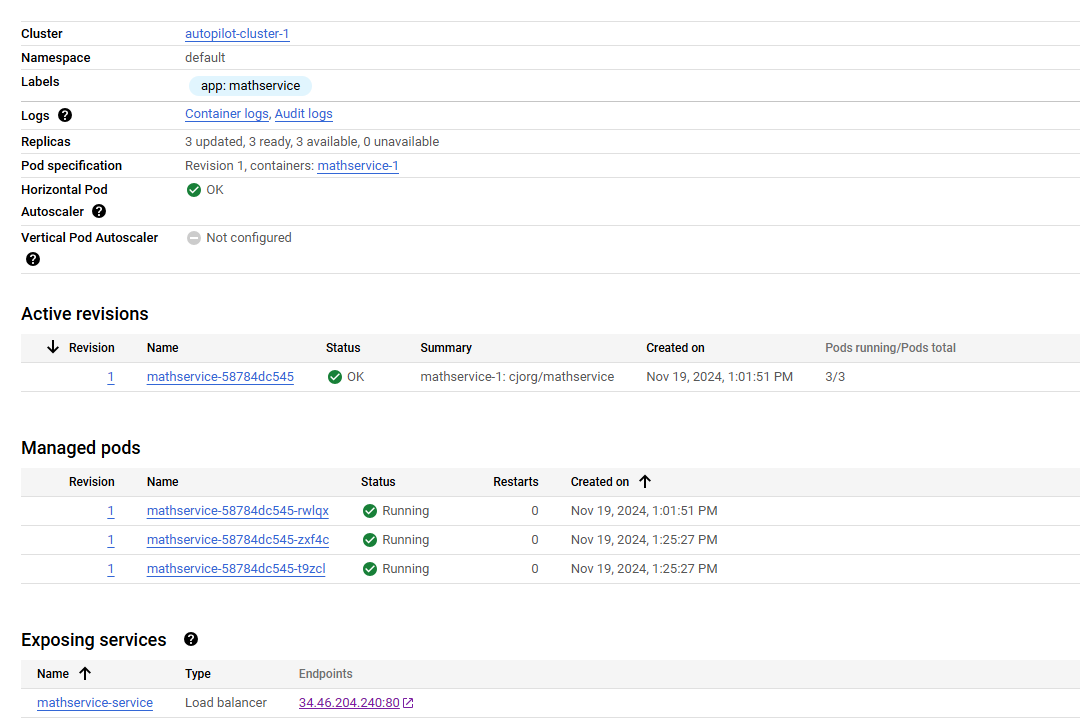 Cluster autopilot-cluster-1
Namespace default
Labels app: mathservice
Logs ? Container logs, Audit logs
Replicas 3 updated, 3 ready, 3 available, 0 unavailable
Pod specification Revision 1, containers: mathservice-1
Horizontal Pod OK
Autoscaler ?
Vertical Pod Autoscaler Not configured
?
Active revisions
Revision Name Status Summary Created on Pods running/Pods total
1 mathservice-58784dc545 OK mathservice-1: cjorg/mathservice Nov 19, 2024, 1:01:51 PM 3/3
Managed pods
Revision Name Status Restarts Created on
1 mathservice-58784dc545-rwlqx Running 0 Nov 19, 2024, 1:01:51 PM
1 mathservice-58784dc545-zxf4c Running 0 Nov 19, 2024, 1:25:27 PM
1 mathservice-58784dc545-t9zcl Running 0 Nov 19, 2024, 1:25:27 PM
Exposing services ?
Name Type Endpoints
mathservice-service Load balancer 34.46.204.240:80